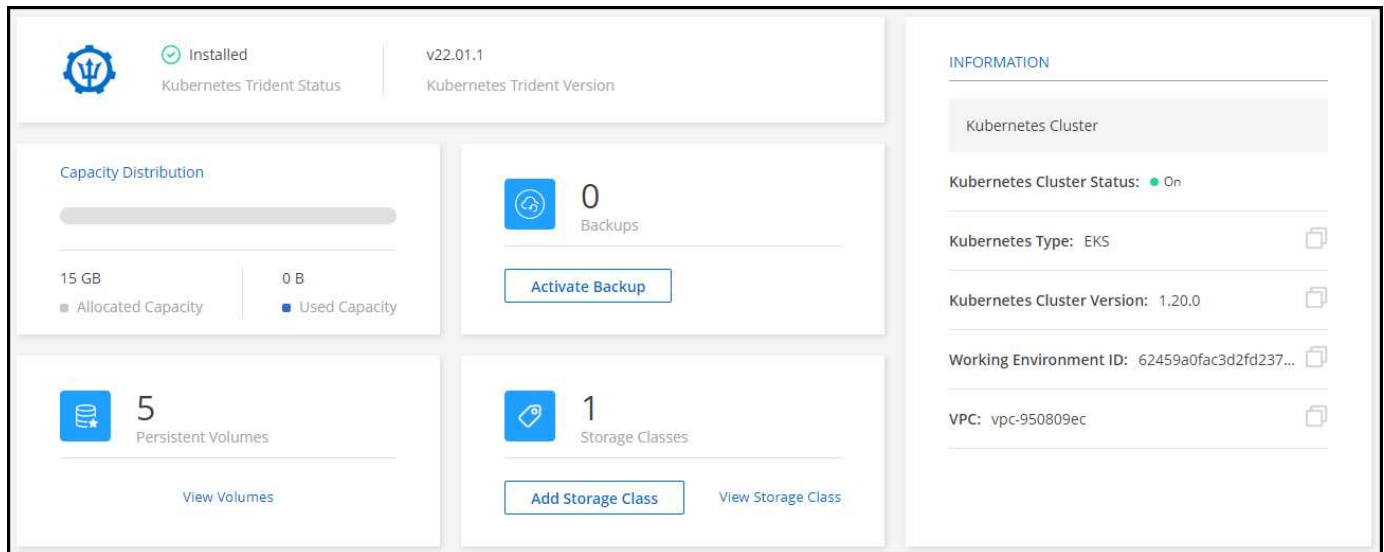 Installed
Kubernetes Trident Status
v22.01.1
Kubernetes Trident Version
Capacity Distribution
15 GB
Allocated Capacity
0 B
Used Capacity
0
Backups
Activate Backup
5
Persistent Volumes
View Volumes
1
Storage Classes
Add Storage Class
View Storage Class
INFORMATION
Kubernetes Cluster
Kubernetes Cluster Status: On
Kubernetes Type: EKS
Kubernetes Cluster Version: 1.20.0
Working Environment ID: 62459a0fac3d2fd237...
VPC: vpc-950809ec